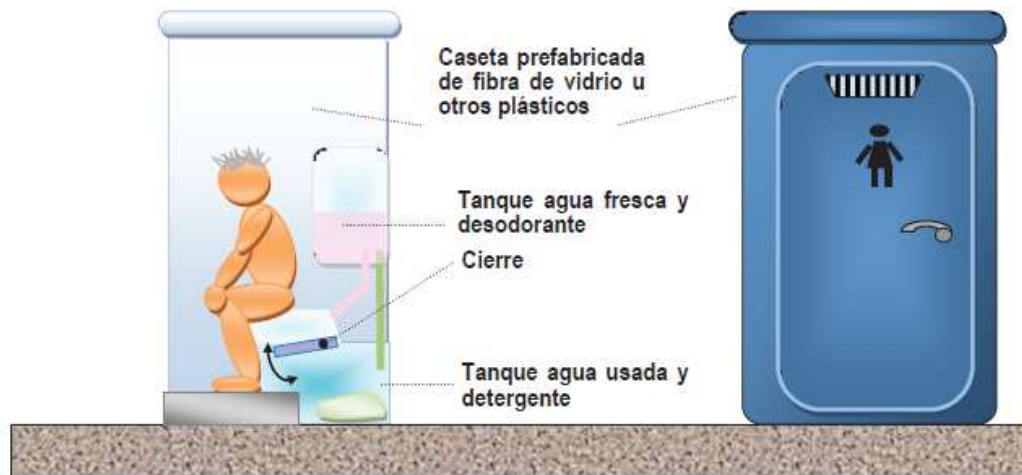 Caseta prefabricada
de fibra de vidrio u
otros plásticos
Tanque agua fresca y
desodorante
Cierre
Tanque agua usada y
detergente